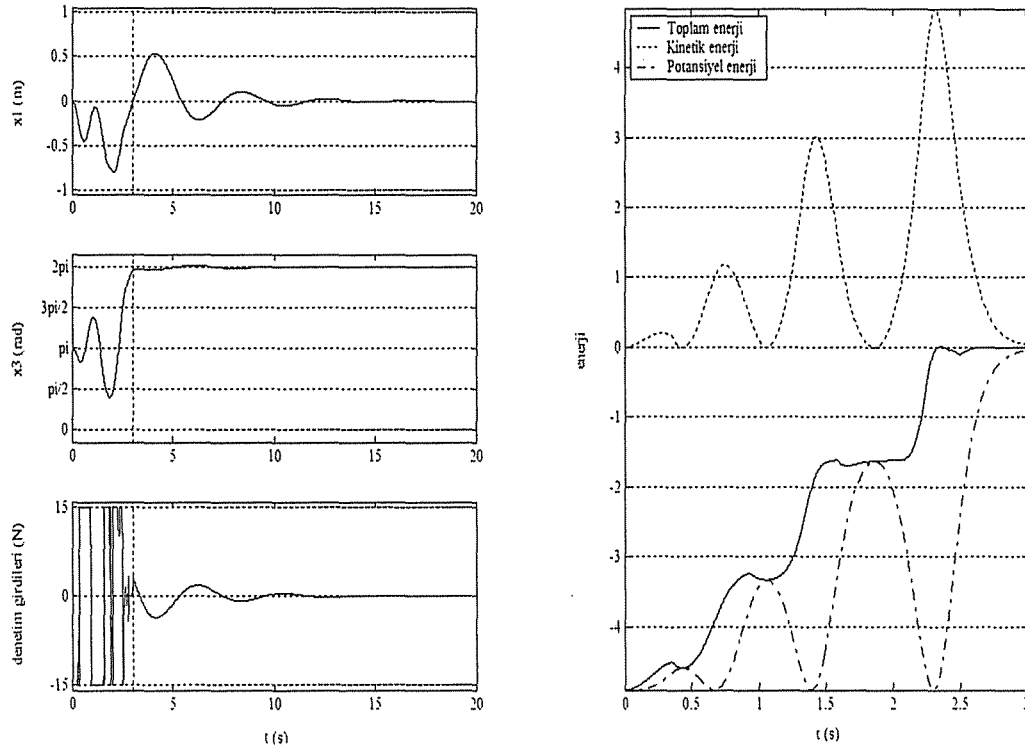 1
0.5
0
-0.5
-1
x1 (m)
0 5 10 15 20
2pi
3pi/2
pi
pi/2
0
x3 (rad)
0 5 10 15 20
15
0
-15
denetim girdileri (N)
0 5 10 15 20
t (s)
Toplam enerji
Kinetik enerji
Potansiyel enerji
4
3
2
1
0
-1
-2
-3
-4
enerji
0 0.5 1 1.5 2 2.5 3
t (s)